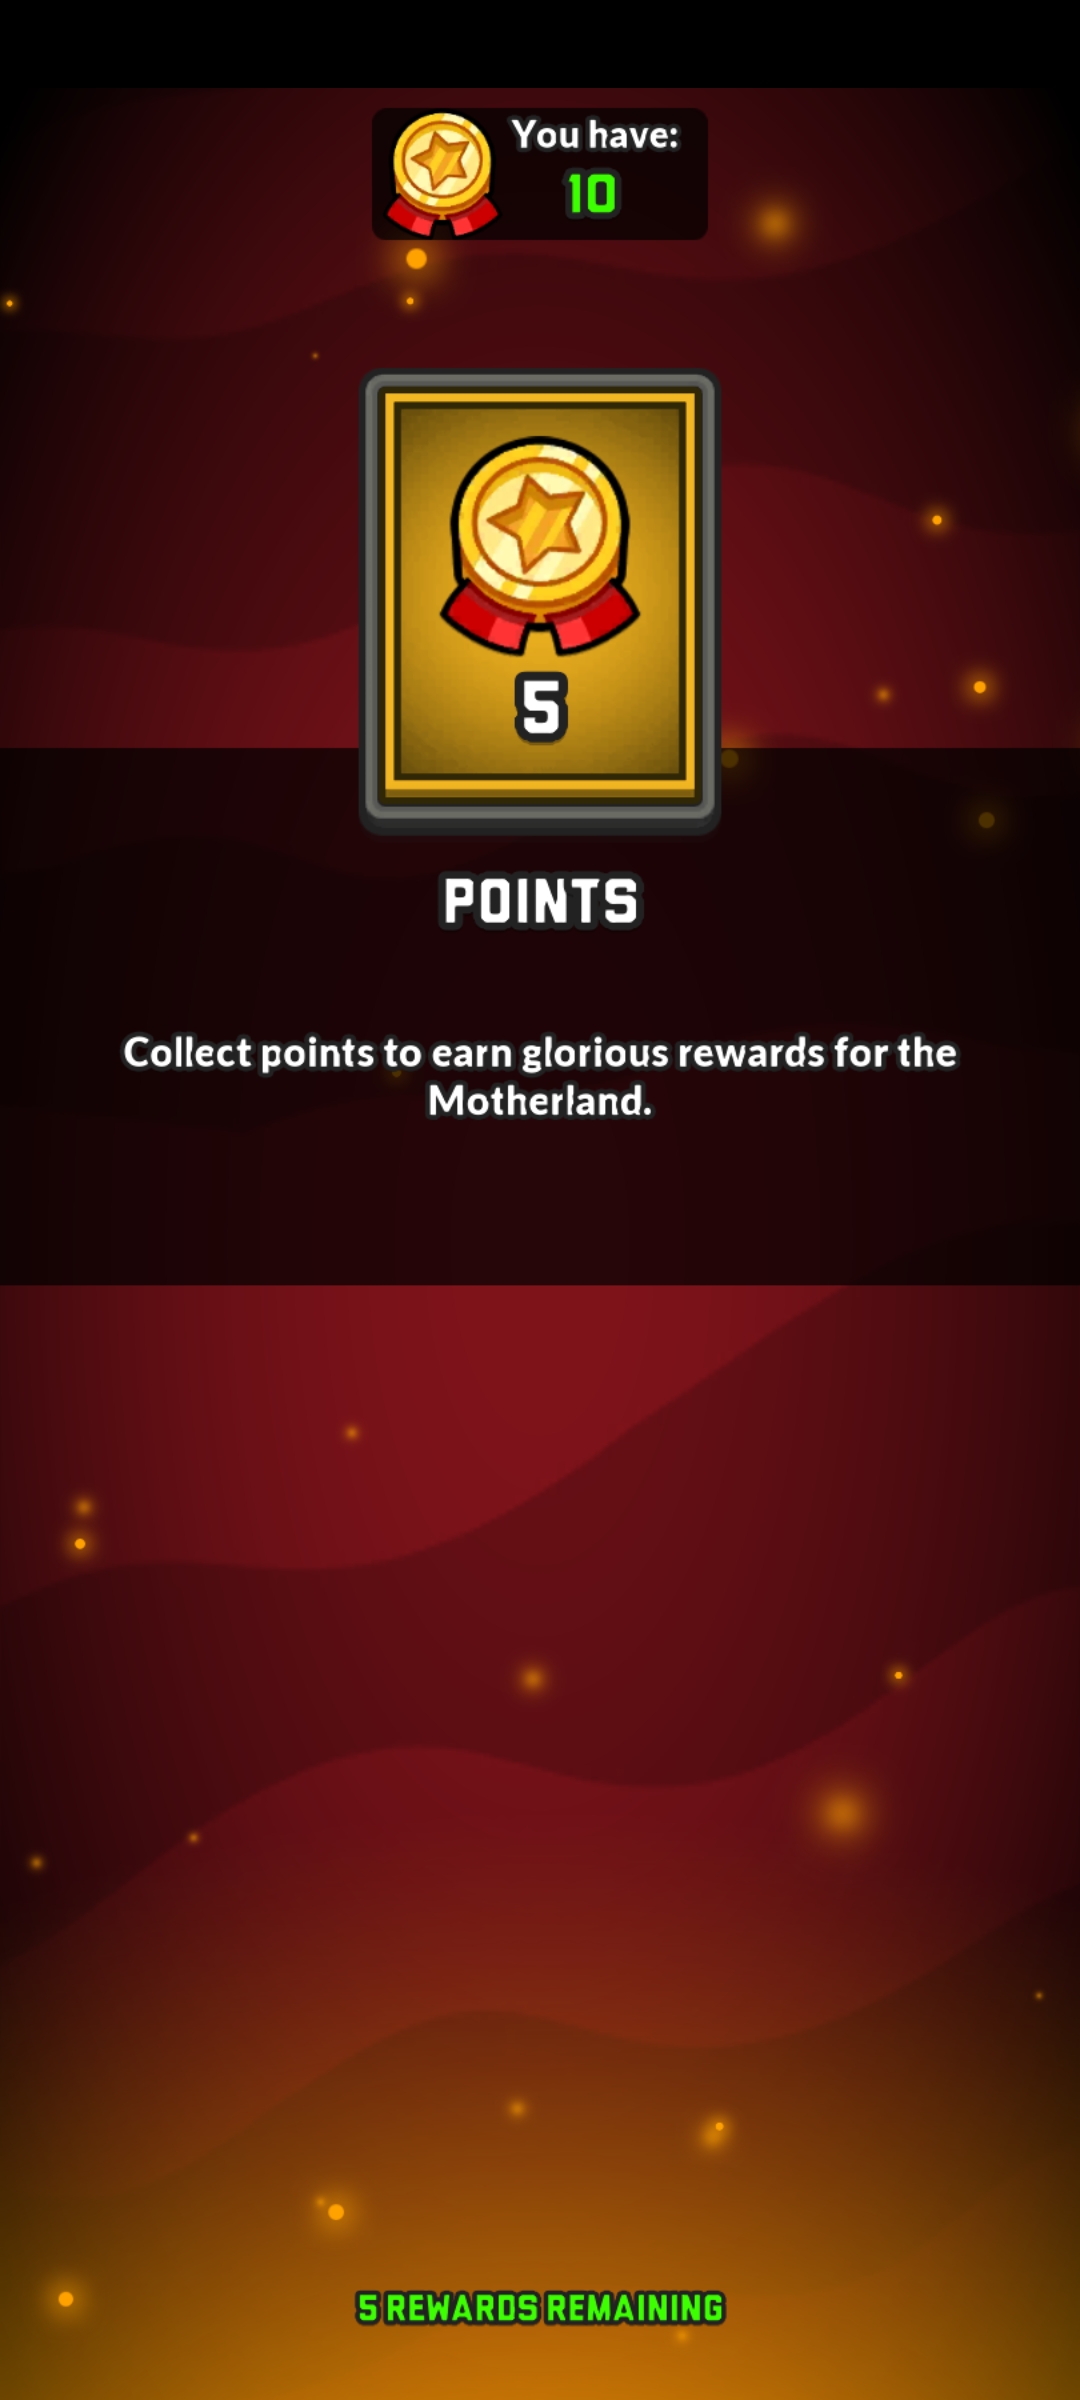 You have:
10
5
POINTS
Collect points to earn glorious rewards for the
Motherland.
5 REWARDS REMAINING